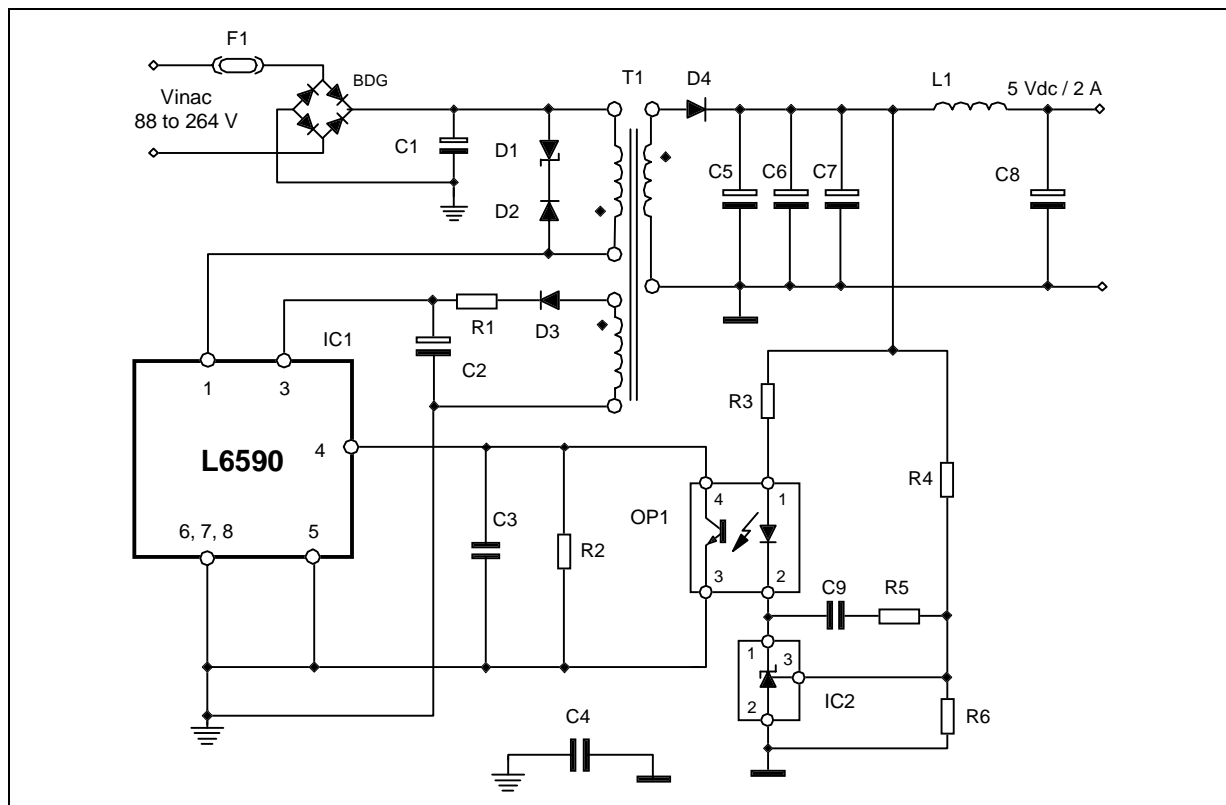 F1
BDG
Vinac
88 to 264 V
T1
D4
L1
5 Vdc / 2 A
C1
D1
D2
C5
C6
C7
C8
IC1
R1
D3
C2
1
3
L6590
4
6, 7, 8
5
C3
R2
R3
R4
OP1
4
1
3
2
C9
R5
1
3
2
IC2
R6
C4